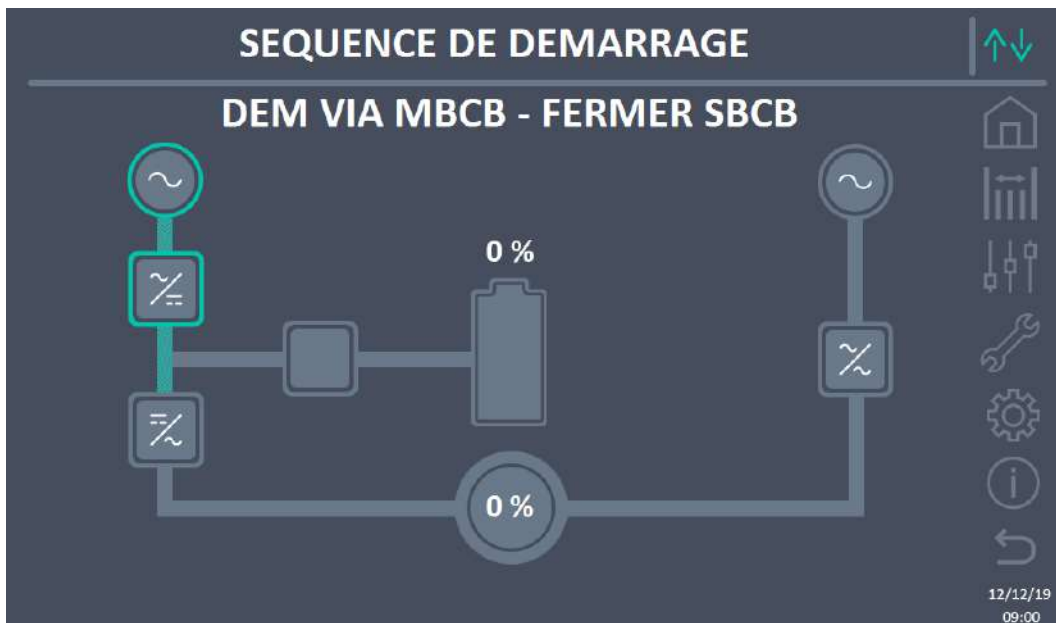 SEQUENCE DE DEMARRAGE
DEM VIA MBCB - FERMER SBCB
0 %
0 %
12/12/19
09:00